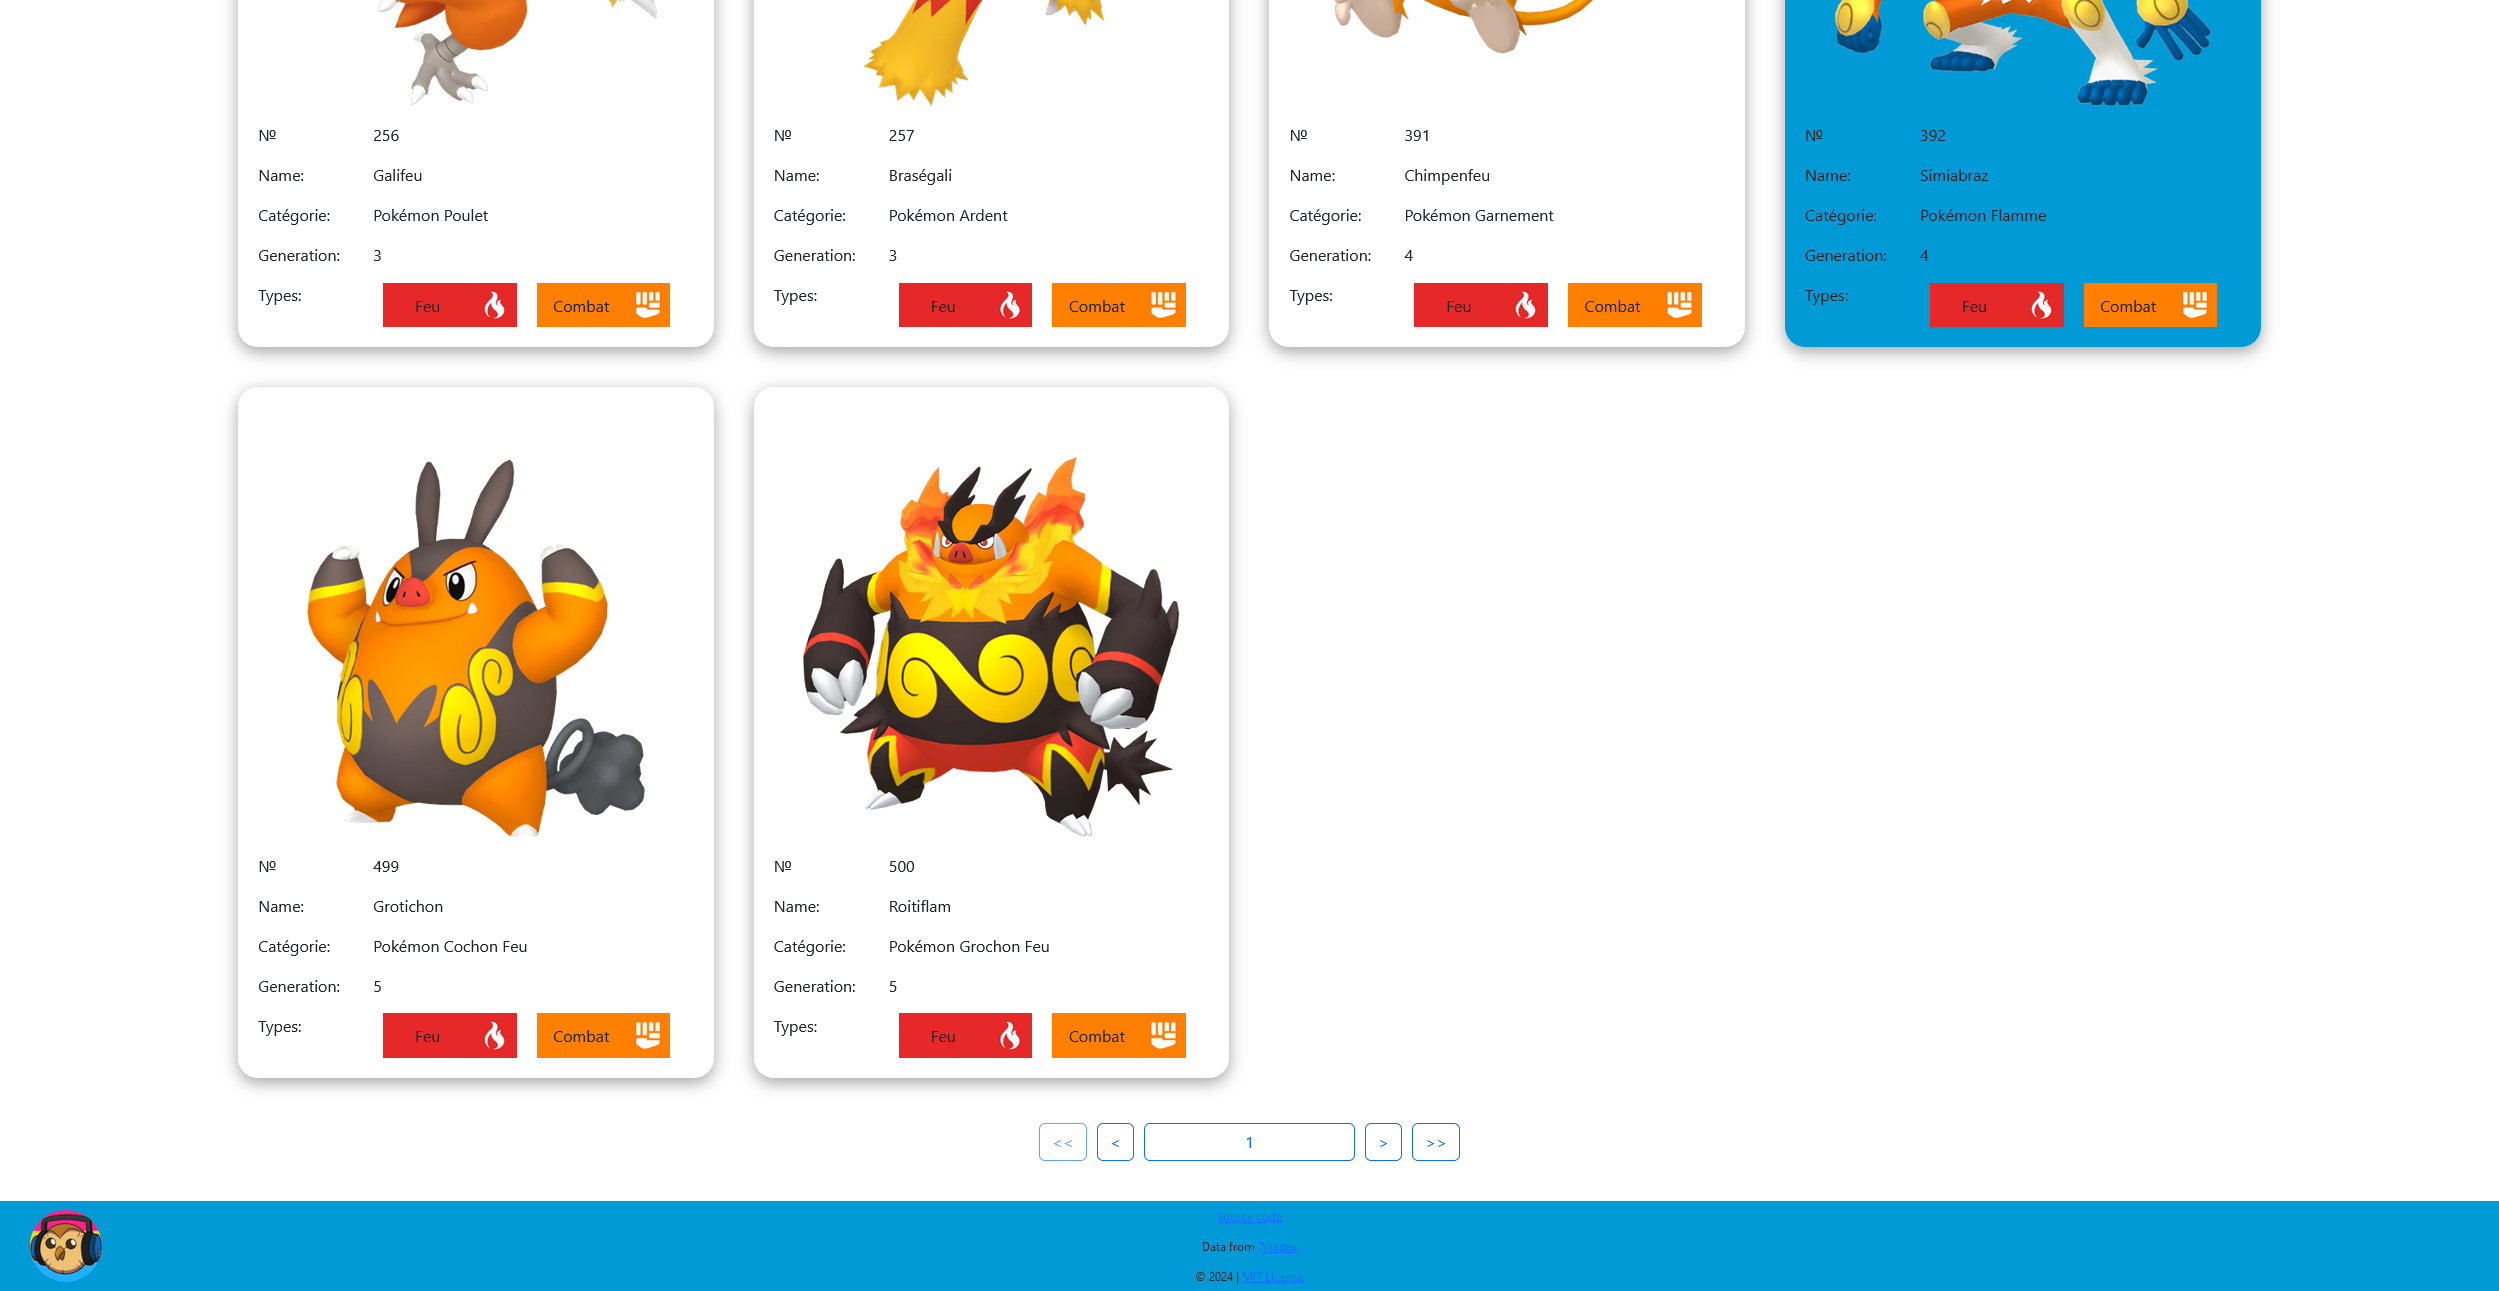 № 256
Name: Galifeu
Catégorie: Pokémon Poulet
Generation: 3
Types: Feu Combat
№ 257
Name: Braségali
Catégorie: Pokémon Ardent
Generation: 3
Types: Feu Combat
№ 391
Name: Chimpenfeu
Catégorie: Pokémon Garnement
Generation: 4
Types: Feu Combat
№ 392
Name: Simiabraz
Catégorie: Pokémon Flamme
Generation: 4
Types: Feu Combat
№ 499
Name: Grotichon
Catégorie: Pokémon Cochon Feu
Generation: 5
Types: Feu Combat
№ 500
Name: Roitiflam
Catégorie: Pokémon Grochon Feu
Generation: 5
Types: Feu Combat
<< < 1 > >>
Source code
Data from Tyradex
© 2024 | MIT License